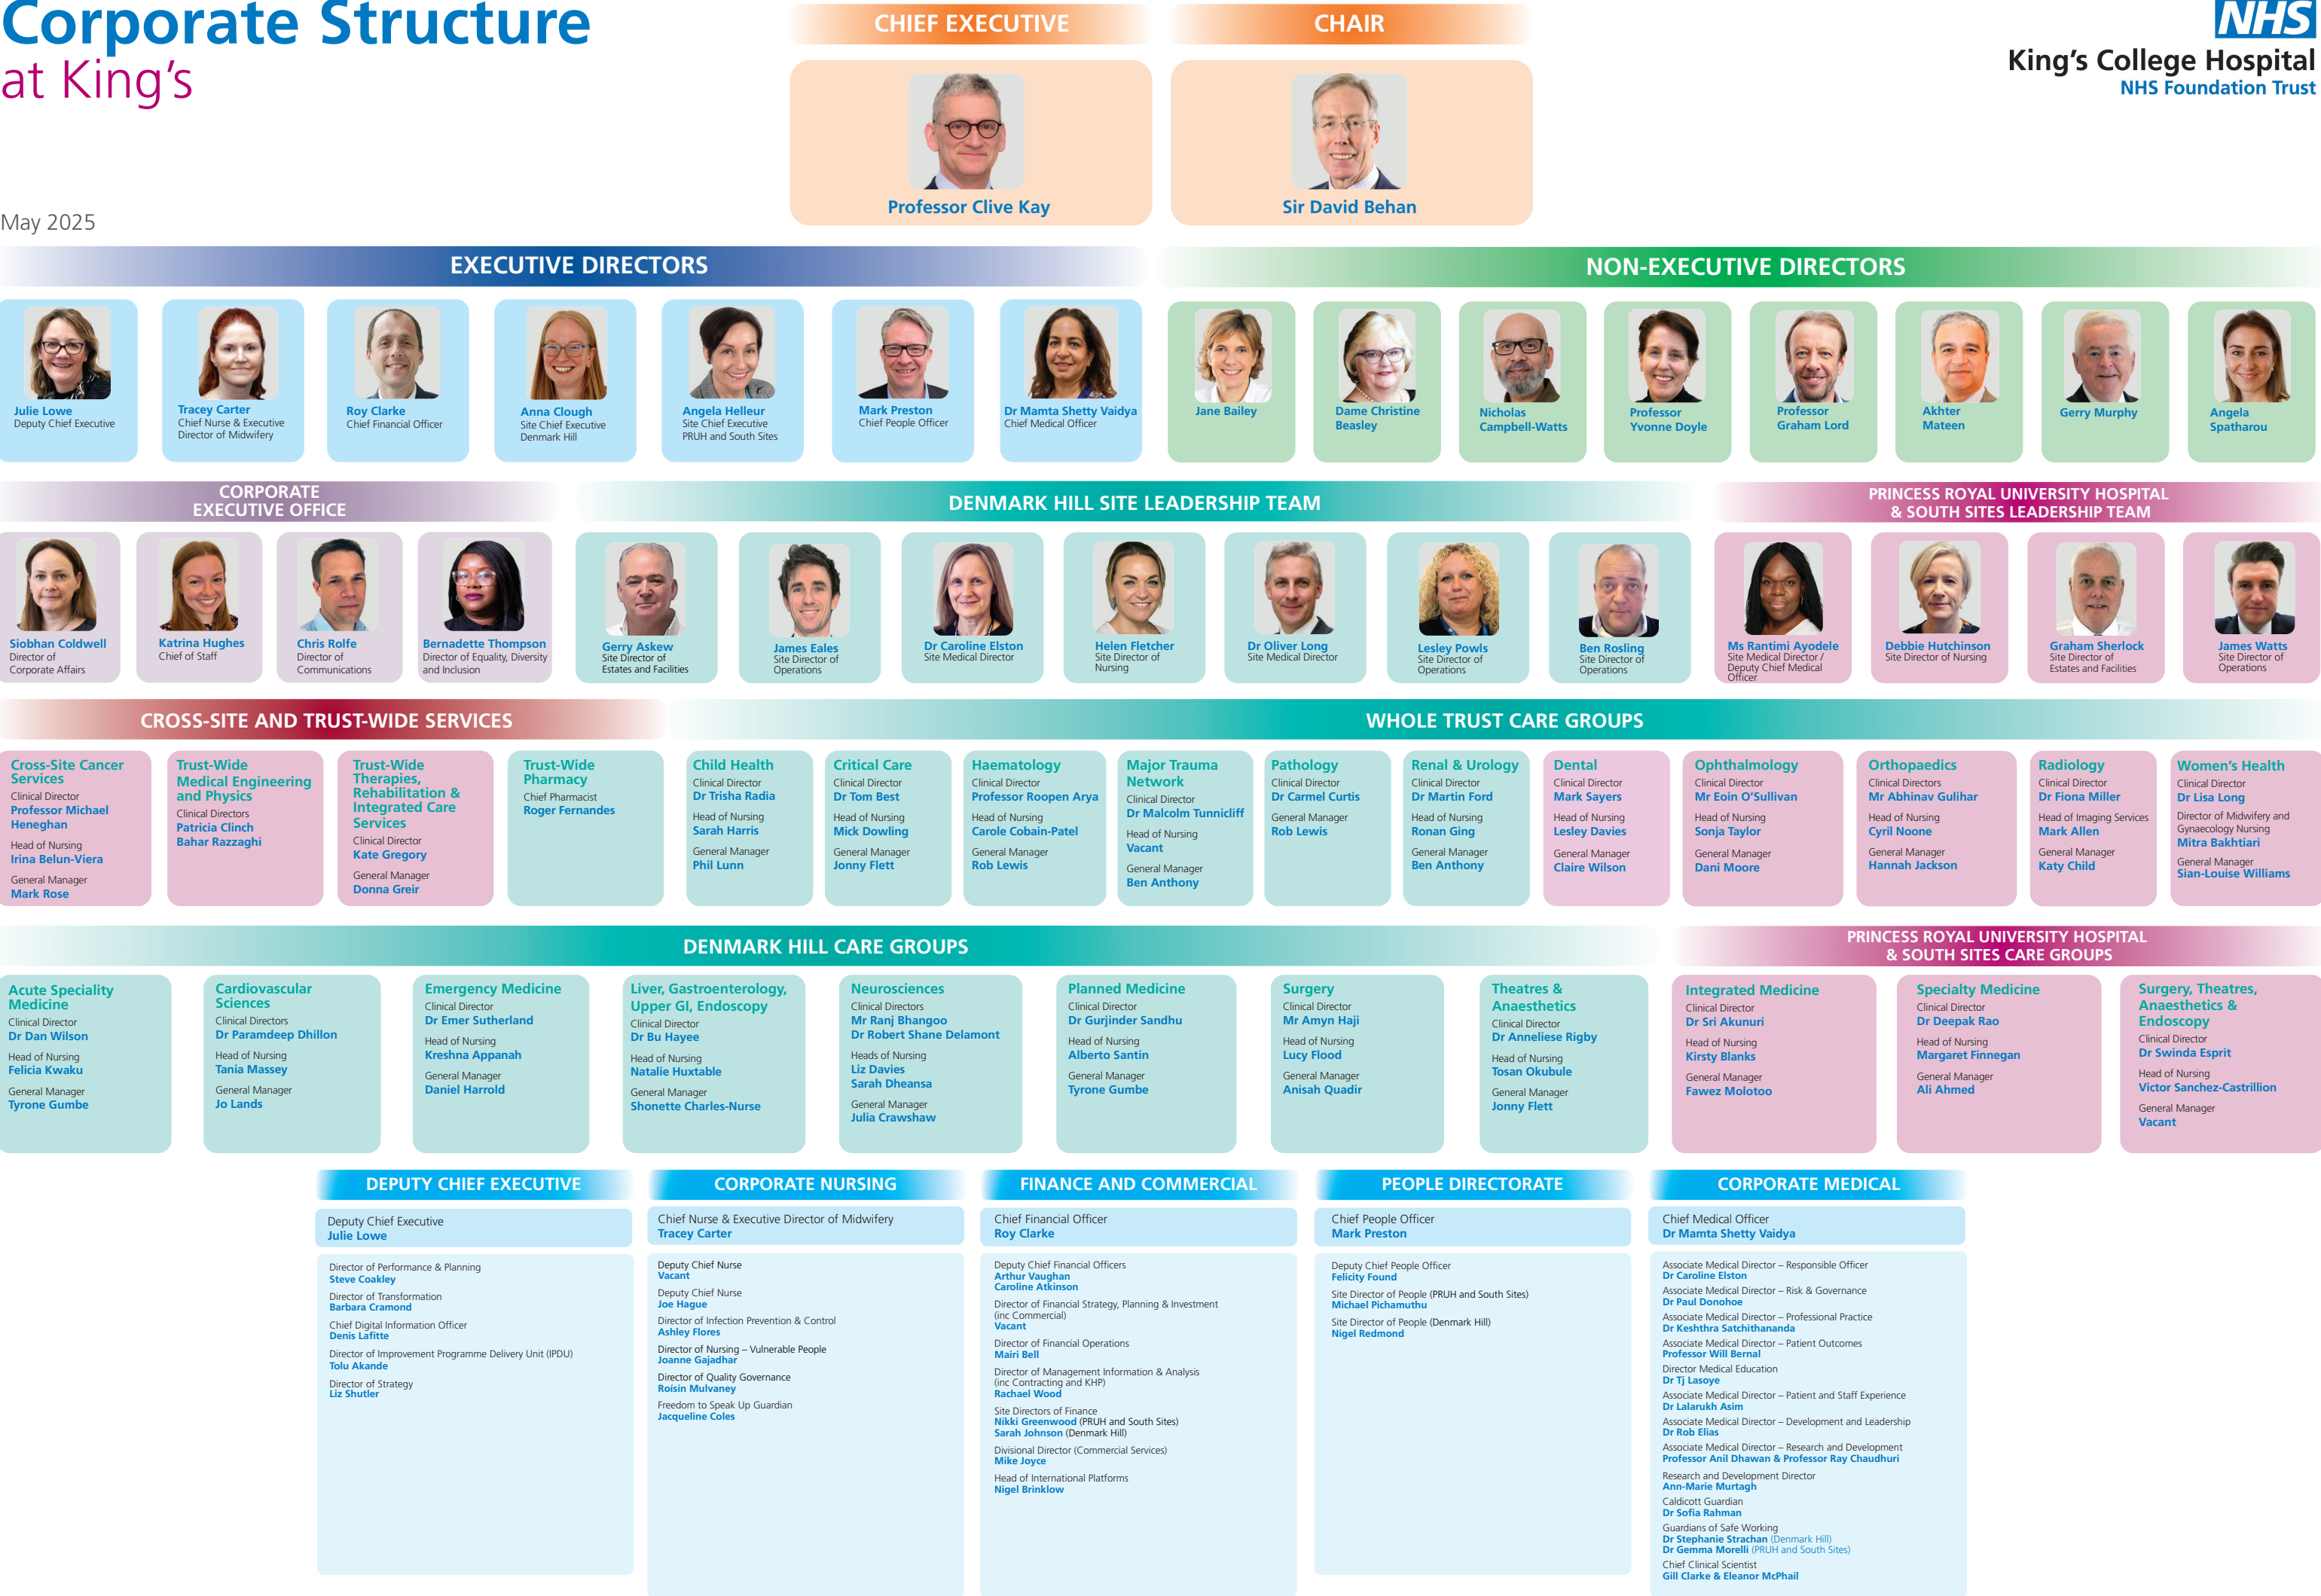 Corporate Structure
at King's
May 2025
CHIEF EXECUTIVE
Professor Clive Kay
CHAIR
Sir David Behan
NHS
King's College Hospital
NHS Foundation Trust
EXECUTIVE DIRECTORS
Julie Lowe
Deputy Chief Executive
Tracey Carter
Chief Nurse & Executive
Director of Midwifery
Roy Clarke
Chief Financial Officer
Anna Clough
Site Chief Executive
Denmark Hill
Angela Helleur
Site Chief Executive
PRUH and South Sites
Mark Preston
Chief People Officer
Dr Mamta Shetty Vaidya
Chief Medical Officer
NON-EXECUTIVE DIRECTORS
Jane Bailey
Dame Christine
Beasley
Nicholas
Campbell-Watts
Professor
Yvonne Doyle
Professor
Graham Lord
Akhter
Mateen
Gerry Murphy
Angela
Spatharou
CORPORATE
EXECUTIVE OFFICE
Siobhan Coldwell
Director of
Corporate Affairs
Katrina Hughes
Chief of Staff
Chris Rolfe
Director of
Communications
Bernadette Thompson
Director of Equality, Diversity
and Inclusion
DENMARK HILL SITE LEADERSHIP TEAM
Gerry Askew
Site Director of
Estates and Facilities
James Eales
Site Director of
Operations
Dr Caroline Elston
Site Medical Director
Helen Fletcher
Site Director of
Nursing
Dr Oliver Long
Site Medical Director
Lesley Powls
Site Director of
Operations
Ben Rosling
Site Director of
Operations
PRINCESS ROYAL UNIVERSITY HOSPITAL
& SOUTH SITES LEADERSHIP TEAM
Ms Rantimi Ayodele
Site Medical Director /
Deputy Chief Medical
Officer
Debbie Hutchinson
Site Director of Nursing
Graham Sherlock
Site Director of
Estates and Facilities
James Watts
Site Director of
Operations
CROSS-SITE AND TRUST-WIDE SERVICES
Cross-Site Cancer
Services
Clinical Director
Professor Michael
Heneghan
Head of Nursing
Irina Belun-Viera
General Manager
Mark Rose
Trust-Wide
Medical Engineering
and Physics
Clinical Directors
Patricia Clinch
Bahar Razzaghi
Trust-Wide
Therapies,
Rehabilitation &
Integrated Care
Services
Clinical Director
Kate Gregory
General Manager
Donna Greir
Trust-Wide
Pharmacy
Chief Pharmacist
Roger Fernandes
WHOLE TRUST CARE GROUPS
Child Health
Clinical Director
Dr Trisha Radia
Head of Nursing
Sarah Harris
General Manager
Phil Lunn
Critical Care
Clinical Director
Dr Tom Best
Head of Nursing
Mick Dowling
General Manager
Jonny Flett
Haematology
Clinical Director
Professor Roopen Arya
Head of Nursing
Carole Cobain-Patel
General Manager
Rob Lewis
Major Trauma
Network
Clinical Director
Dr Malcolm Tunnicliff
Head of Nursing
Vacant
General Manager
Ben Anthony
Pathology
Clinical Director
Dr Carmel Curtis
General Manager
Rob Lewis
Renal & Urology
Clinical Director
Dr Martin Ford
Head of Nursing
Ronan Ging
General Manager
Ben Anthony
Dental
Clinical Director
Mark Sayers
Head of Nursing
Lesley Davies
General Manager
Claire Wilson
Ophthalmology
Clinical Director
Mr Eoin O'Sullivan
Head of Nursing
Sonja Taylor
General Manager
Dani Moore
Orthopaedics
Clinical Directors
Mr Abhinav Gulihar
Head of Nursing
Cyril Noone
General Manager
Hannah Jackson
Radiology
Clinical Director
Dr Fiona Miller
Head of Imaging Services
Mark Allen
General Manager
Katy Child
Women's Health
Clinical Director
Dr Lisa Long
Director of Midwifery and
Gynaecology Nursing
Mitra Bakhtiari
General Manager
Sian-Louise Williams
DENMARK HILL CARE GROUPS
Acute Speciality
Medicine
Clinical Director
Dr Dan Wilson
Head of Nursing
Felicia Kwaku
General Manager
Tyrone Gumbe
Cardiovascular
Sciences
Clinical Directors
Dr Paramdeep Dhillon
Head of Nursing
Tania Massey
General Manager
Jo Lands
Emergency Medicine
Clinical Director
Dr Emer Sutherland
Head of Nursing
Kreshna Appanah
General Manager
Daniel Harrold
Liver, Gastroenterology,
Upper GI, Endoscopy
Clinical Director
Dr Bu Hayee
Head of Nursing
Natalie Huxtable
General Manager
Shonette Charles-Nurse
Neurosciences
Clinical Directors
Mr Ranj Bhangoo
Dr Robert Shane Delamont
Heads of Nursing
Liz Davies
Sarah Dheansa
General Manager
Julia Crawshaw
Planned Medicine
Clinical Director
Dr Gurjinder Sandhu
Head of Nursing
Alberto Santin
General Manager
Tyrone Gumbe
Surgery
Clinical Director
Mr Amyn Haji
Head of Nursing
Lucy Flood
General Manager
Anisah Quadir
Theatres &
Anaesthetics
Clinical Director
Dr Anneliese Rigby
Head of Nursing
Tosan Okubule
General Manager
Jonny Flett
PRINCESS ROYAL UNIVERSITY HOSPITAL
& SOUTH SITES CARE GROUPS
Integrated Medicine
Clinical Director
Dr Sri Akunuri
Head of Nursing
Kirsty Blanks
General Manager
Fawez Molotoo
Specialty Medicine
Clinical Director
Dr Deepak Rao
Head of Nursing
Margaret Finnegan
General Manager
Ali Ahmed
Surgery, Theatres,
Anaesthetics &
Endoscopy
Clinical Director
Dr Swinda Esprit
Head of Nursing
Victor Sanchez-Castrillion
General Manager
Vacant
DEPUTY CHIEF EXECUTIVE
Deputy Chief Executive
Julie Lowe
Director of Performance & Planning
Steve Coakley
Director of Transformation
Barbara Cramond
Chief Digital Information Officer
Denis Lafitte
Director of Improvement Programme Delivery Unit (IPDU)
Tolu Akande
Director of Strategy
Liz Shutler
CORPORATE NURSING
Chief Nurse & Executive Director of Midwifery
Tracey Carter
Deputy Chief Nurse
Vacant
Deputy Chief Nurse
Joe Hague
Director of Infection Prevention & Control
Ashley Flores
Director of Nursing – Vulnerable People
Joanne Gajadhar
Director of Quality Governance
Roisín Mulvaney
Freedom to Speak Up Guardian
Jacqueline Coles
FINANCE AND COMMERCIAL
Chief Financial Officer
Roy Clarke
Deputy Chief Financial Officers
Arthur Vaughan
Caroline Atkinson
Director of Financial Strategy, Planning & Investment
(inc Commercial)
Vacant
Director of Financial Operations
Mairi Bell
Director of Management Information & Analysis
(inc Contracting and KHP)
Rachael Wood
Site Directors of Finance
Nikki Greenwood (PRUH and South Sites)
Sarah Johnson (Denmark Hill)
Divisional Director (Commercial Services)
Mike Joyce
Head of International Platforms
Nigel Brinklow
PEOPLE DIRECTORATE
Chief People Officer
Mark Preston
Deputy Chief People Officer
Felicity Found
Site Director of People (PRUH and South Sites)
Michael Pichamuthu
Site Director of People (Denmark Hill)
Nigel Redmond
CORPORATE MEDICAL
Chief Medical Officer
Dr Mamta Shetty Vaidya
Associate Medical Director – Responsible Officer
Dr Caroline Elston
Associate Medical Director – Risk & Governance
Dr Paul Donohoe
Associate Medical Director – Professional Practice
Dr Keshthra Satchithananda
Associate Medical Director – Patient Outcomes
Professor Will Bernal
Director Medical Education
Dr Tj Lasoye
Associate Medical Director – Patient and Staff Experience
Dr Lalarukh Asim
Associate Medical Director – Development and Leadership
Dr Rob Elias
Associate Medical Director – Research and Development
Professor Anil Dhawan & Professor Ray Chaudhuri
Research and Development Director
Ann-Marie Murtagh
Caldicott Guardian
Dr Sofia Rahman
Guardians of Safe Working
Dr Stephanie Strachan (Denmark Hill)
Dr Gemma Morelli (PRUH and South Sites)
Chief Clinical Scientist
Gill Clarke & Eleanor McPhail